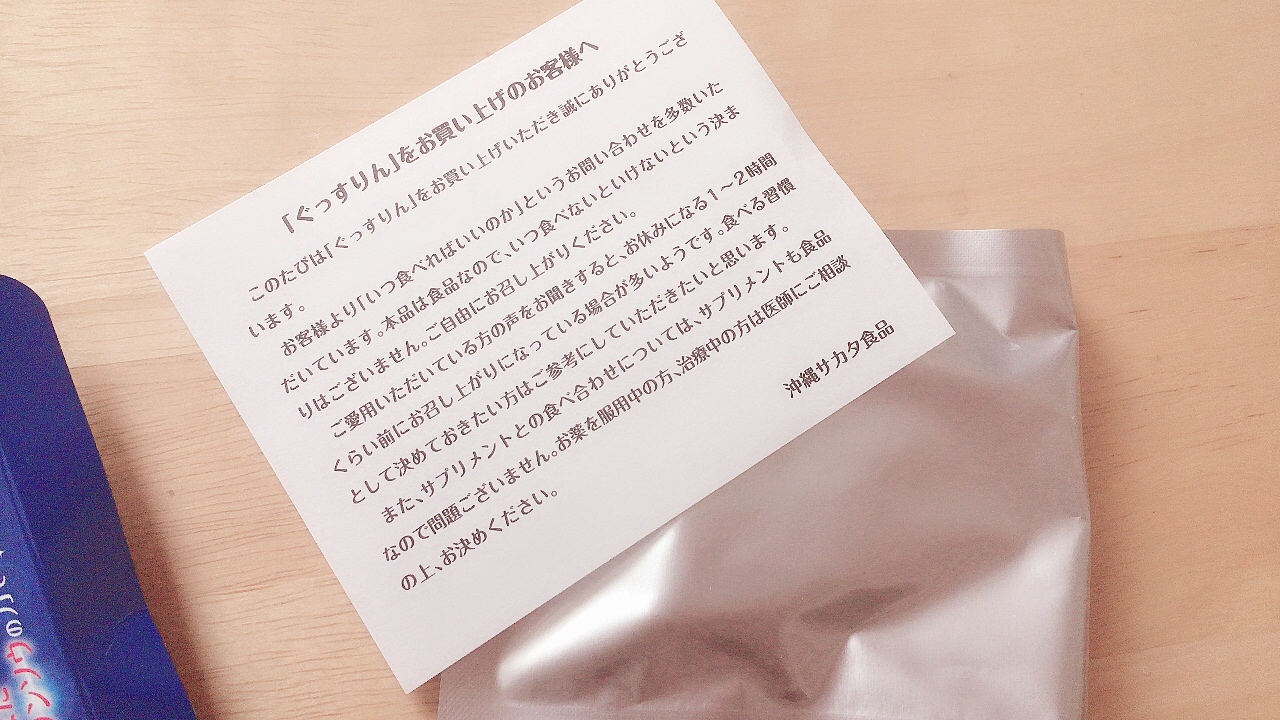 「ぐっすりん」をお買い上げのお客様へ
このたびは「ぐっすりん」をお買い上げいただき誠にありがとうござ
います。
お客様より「いつ食べればいいのか」というお問い合わせを多数いた
だいています。本品は食品なので、いつ食べないといけないという決ま
りはございません。ご自由にお召し上がりください。
ご愛用いただいている方の声をお聞きすると、お休みになる1～2時間
くらい前にお召し上がりになっている場合が多いようです。食べる習慣
として決めておきたい方はご参考にしていただきたいと思います。
また、サプリメントとの食べ合わせについては、サプリメントも食品
なので問題ございません。お薬を服用中の方、治療中の方は医師にご相談
の上、お決めください。
沖縄サカタ食品